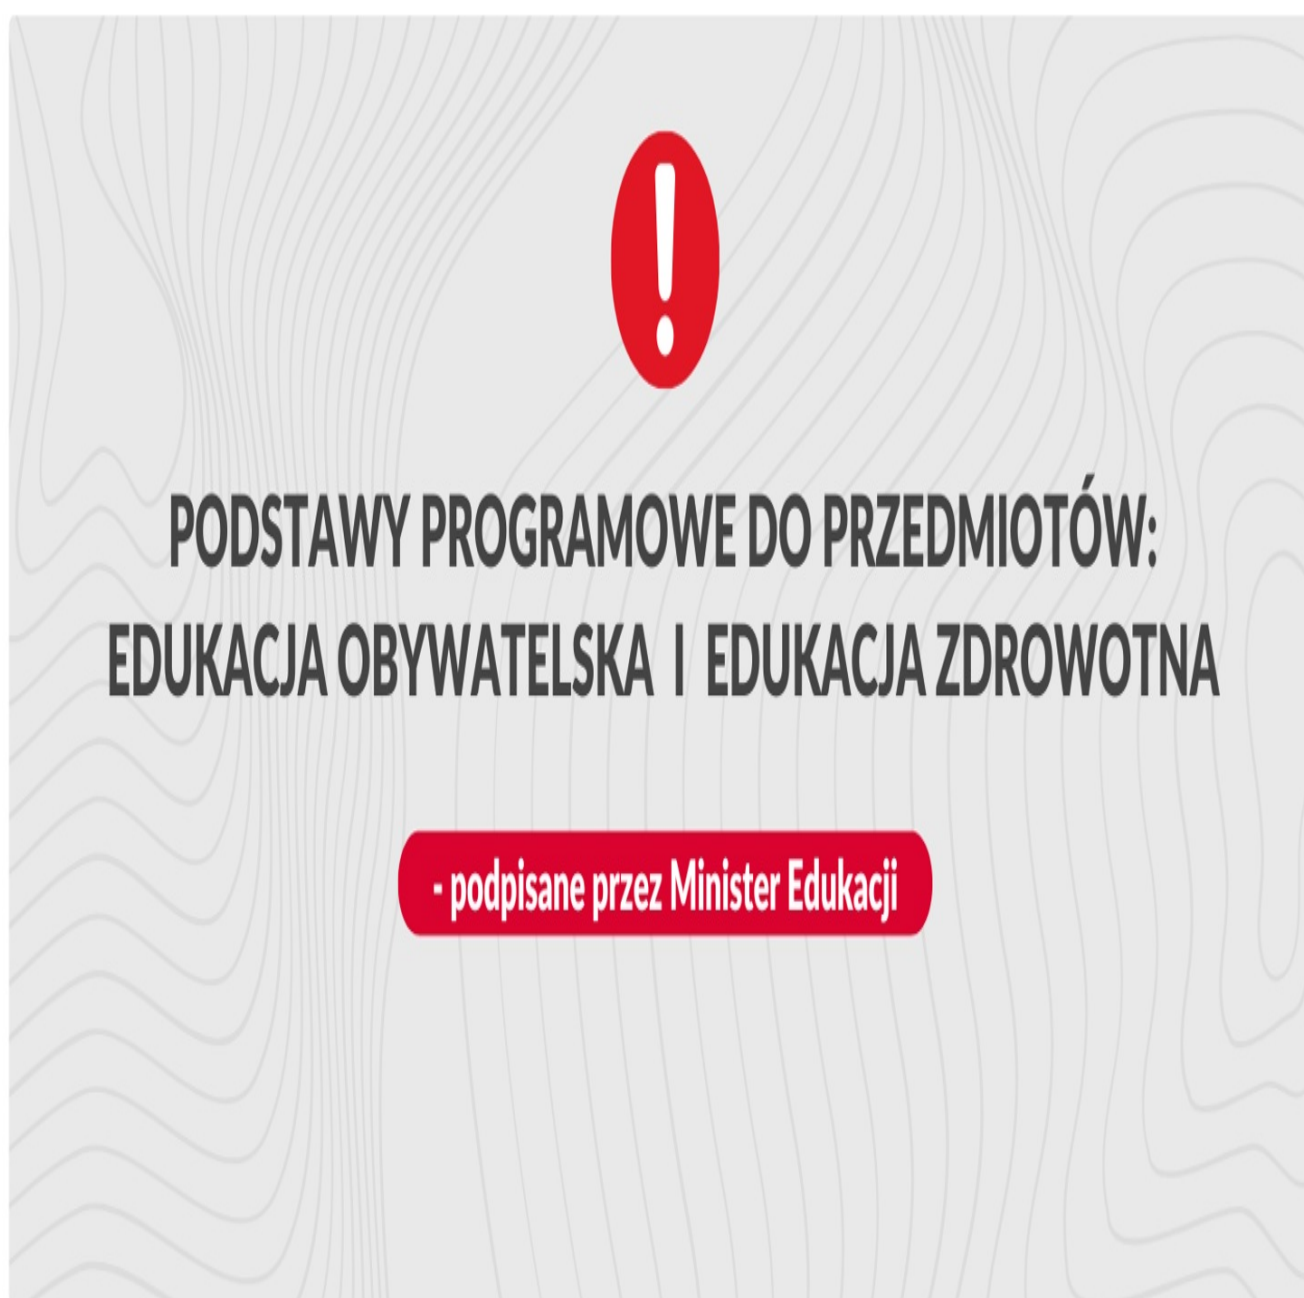 PODSTAWY PROGRAMOWE DO PRZEDMIOTÓW:
EDUKACJA OBYWATELSKA I EDUKACJA ZDROWOTNA
- podpisane przez Minister Edukacji